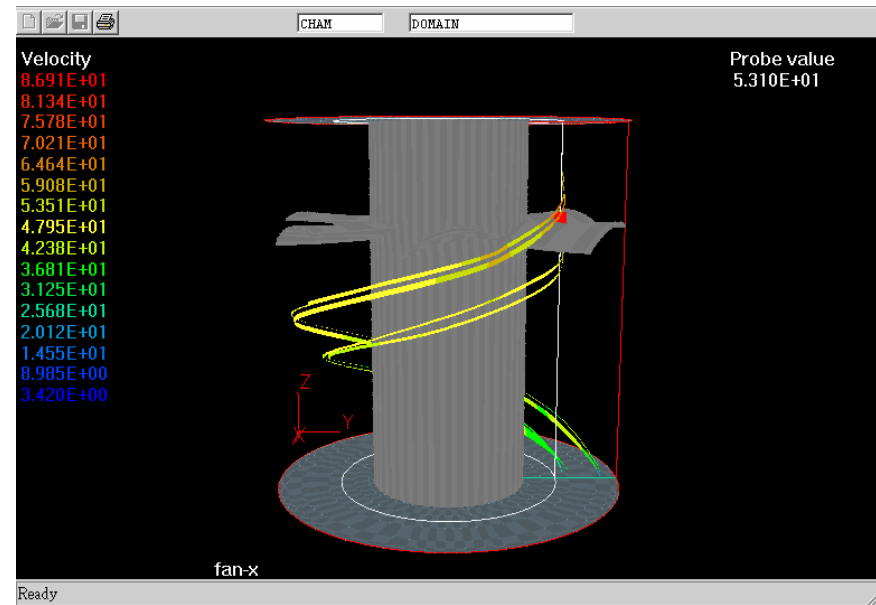 CHAM DOMAIN
Velocity
8.691E+01
8.134E+01
7.578E+01
7.021E+01
6.464E+01
5.908E+01
5.351E+01
4.795E+01
4.238E+01
3.681E+01
3.125E+01
2.568E+01
2.012E+01
1.455E+01
8.985E+00
3.420E+00
Probe value
5.310E+01
Z
Y
X
fan-x
Ready